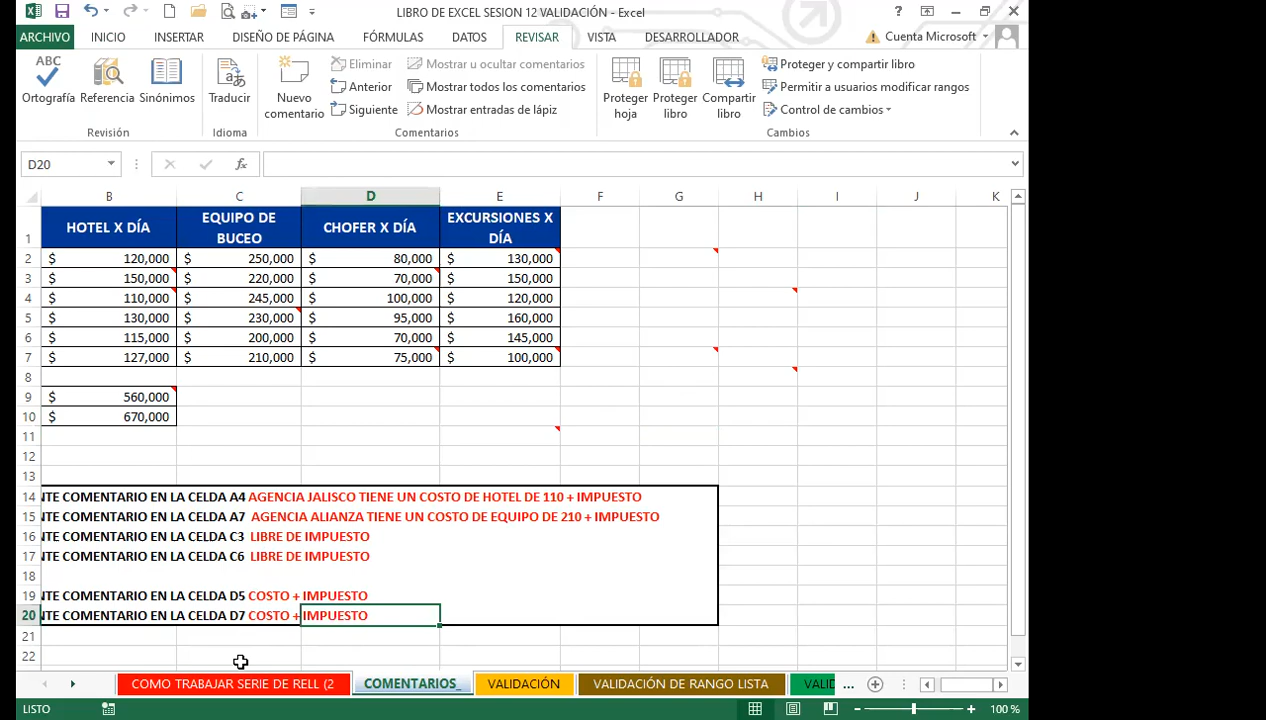 LIBRO DE EXCEL SESION 12 VALIDACIÓN - Excel
ARCHIVO INICIO INSERTAR DISEÑO DE PÁGINA FÓRMULAS DATOS REVISAR VISTA DESARROLLADOR Cuenta Microsoft
ABC Ortografía Referencia Sinónimos Traducir Nuevo comentario
Eliminar Mostrar u ocultar comentarios
Anterior Mostrar todos los comentarios
Siguiente Mostrar entradas de lápiz
Proteger hoja Proteger libro Compartir libro
Proteger y compartir libro
Permitir a usuarios modificar rangos
Control de cambios
Revisión Idioma Comentarios Cambios
D20 fx
B C D E F G H I J K
1 HOTEL X DÍA EQUIPO DE BUCEO CHOFER X DÍA EXCURSIONES X DÍA
2 $ 120,000 $ 250,000 $ 80,000 $ 130,000
3 $ 150,000 $ 220,000 $ 70,000 $ 150,000
4 $ 110,000 $ 245,000 $ 100,000 $ 120,000
5 $ 130,000 $ 230,000 $ 95,000 $ 160,000
6 $ 115,000 $ 200,000 $ 70,000 $ 145,000
7 $ 127,000 $ 210,000 $ 75,000 $ 100,000
8
9 $ 560,000
10 $ 670,000
11
12
13
14 NTE COMENTARIO EN LA CELDA A4 AGENCIA JALISCO TIENE UN COSTO DE HOTEL DE 110 + IMPUESTO
15 NTE COMENTARIO EN LA CELDA A7 AGENCIA ALIANZA TIENE UN COSTO DE EQUIPO DE 210 + IMPUESTO
16 NTE COMENTARIO EN LA CELDA C3 LIBRE DE IMPUESTO
17 NTE COMENTARIO EN LA CELDA C6 LIBRE DE IMPUESTO
18
19 NTE COMENTARIO EN LA CELDA D5 COSTO + IMPUESTO
20 NTE COMENTARIO EN LA CELDA D7 COSTO + IMPUESTO
21
22
COMO TRABAJAR SERIE DE RELL (2 COMENTARIOS_ VALIDACIÓN VALIDACIÓN DE RANGO LISTA VALID ...
LISTO 100 %